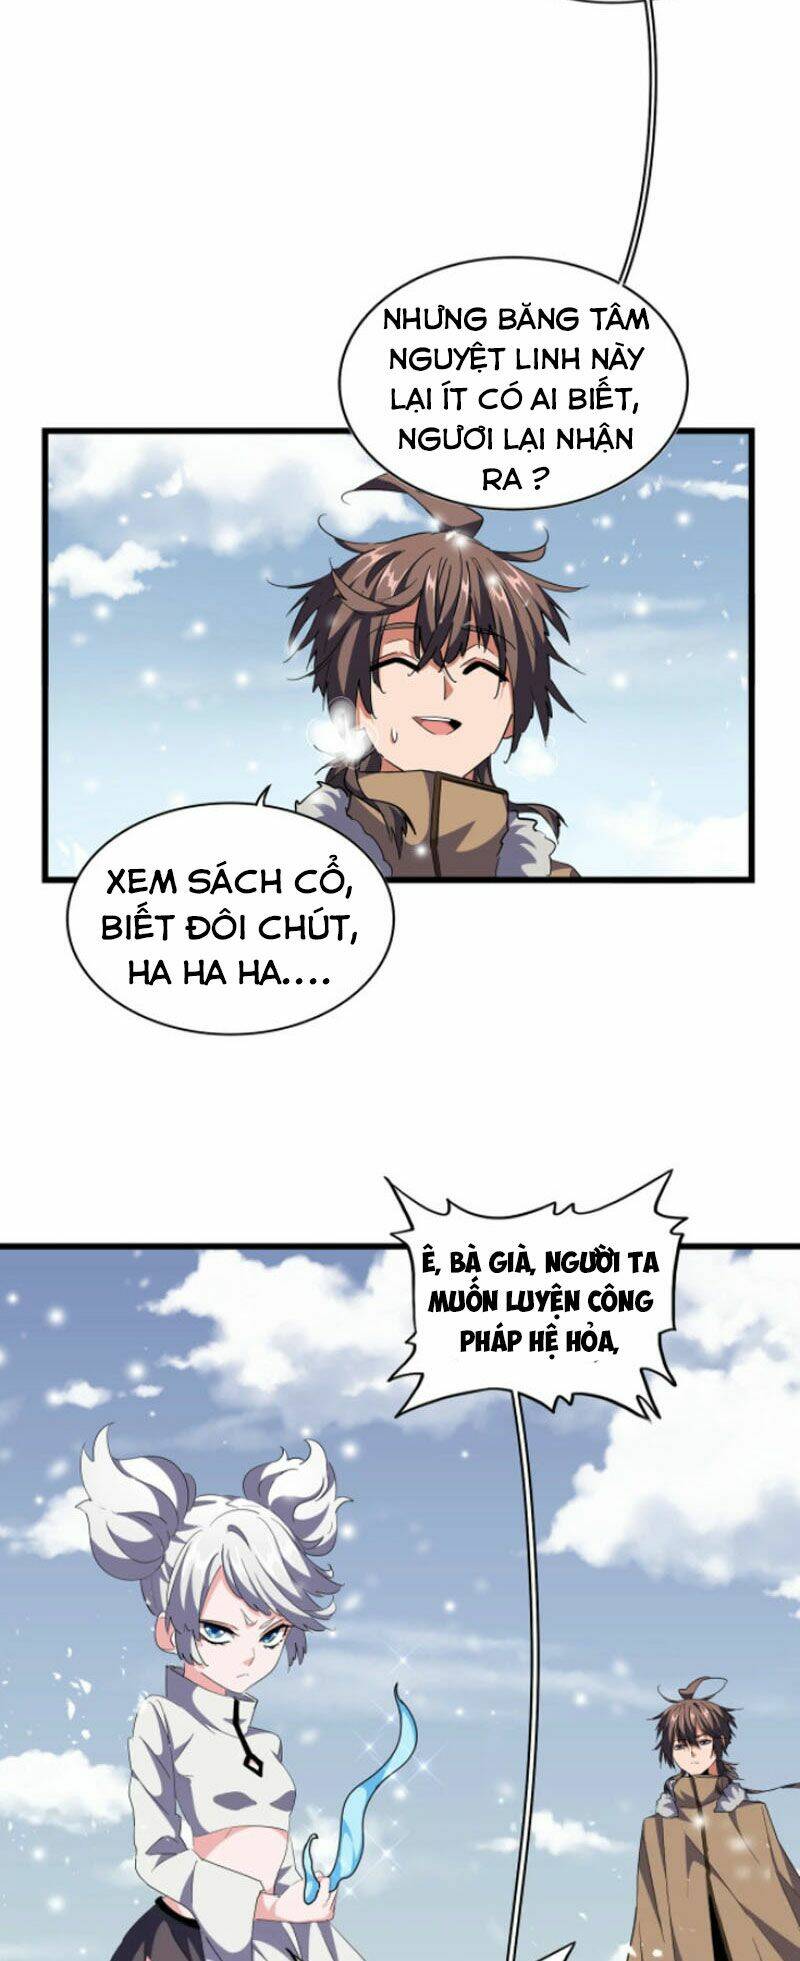 NHƯNG BĂNG TÂM
NGUYỆT LINH NÀY
LẠI ÍT CÓ AI BIẾT,
NGƯƠI LẠI NHẬN
RA ?
XEM SÁCH CỔ,
BIẾT ĐÔI CHÚT,
HA HA HA....
Ê, BÀ GIÀ, NGƯỜI TA
MUỐN LUYỆN CÔNG
PHÁP HỆ HỎA,